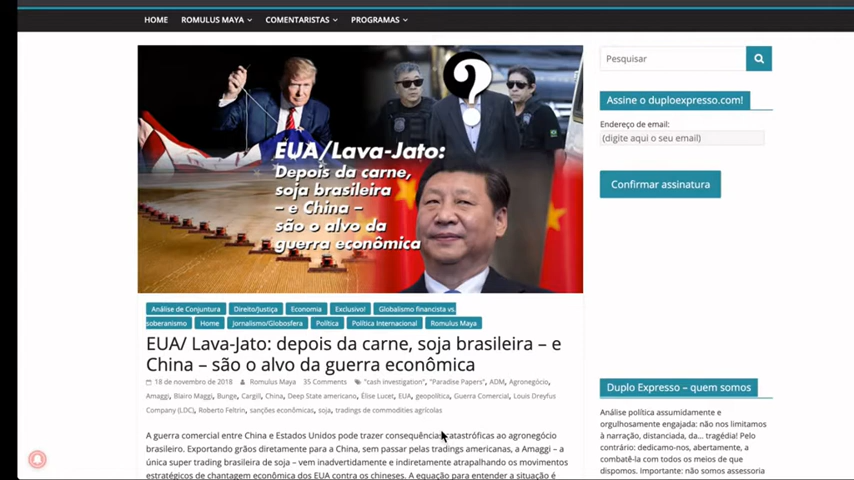 HOME ROMULUS MAYA COMENTARISTAS PROGRAMAS
?
EUA/Lava-Jato:
Depois da carne,
soja brasileira
– e China –
são o alvo da
guerra econômica
Análise de Conjuntura Direito/Justiça Economia Exclusivo! Globalismo financista vs.
soberanismo Home Jornalismo/Globosfera Política Política Internacional Romulus Maya
EUA/ Lava-Jato: depois da carne, soja brasileira – e
China – são o alvo da guerra econômica
18 de novembro de 2018 Romulus Maya 35 Comments "cash investigation", "Paradise Papers", ADM, Agronegócio,
Amaggi, Blairo Maggi, Bunge, Cargill, China, Deep State americano, Élise Lucet, EUA, geopolítica, Guerra Comercial, Louis Dreyfus
Company (LDC), Roberto Feltrin, sanções econômicas, soja, tradings de commodities agrícolas
A guerra comercial entre China e Estados Unidos pode trazer consequências catastróficas ao agronegócio
brasileiro. Exportando grãos diretamente para a China, sem passar pelas tradings americanas, a Amaggi – a
única super trading brasileira de soja – vem inadvertidamente e indiretamente atrapalhando os movimentos
estratégicos de chantagem econômica dos EUA contra os chineses. A equação para entender a situação é
Pesquisar
Assine o duploexpresso.com!
Endereço de email:
(digite aqui o seu email)
Confirmar assinatura
Duplo Expresso – quem somos
Análise política assumidamente e
orgulhosamente engajada: não nos limitamos
à narração, distanciada, da... tragédia! Pelo
contrário: dedicamo-nos, abertamente, a
combatê-la com todos os meios de que
dispomos. Importante: não somos assessoria